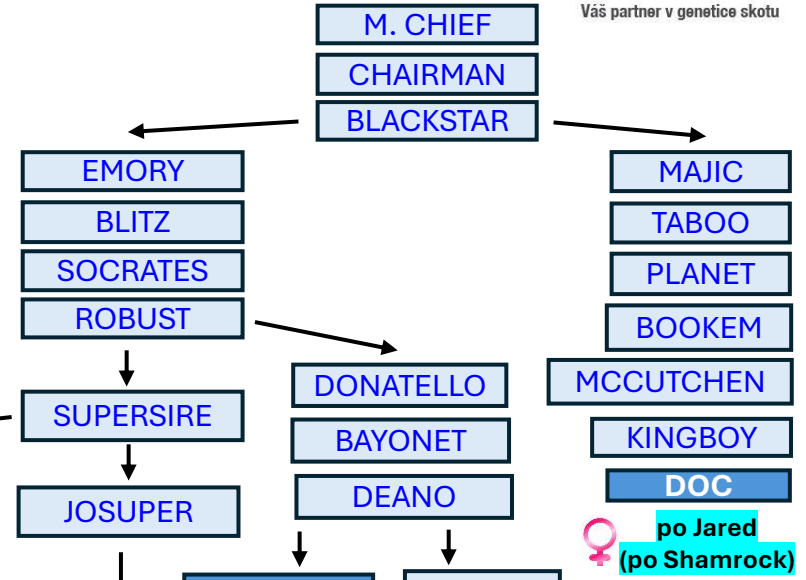 Váš partner v genetice skotu
M. CHIEF
CHAIRMAN
BLACKSTAR
EMORY
BLITZ
SOCRATES
ROBUST
SUPERSIRE
JOSUPER
DONATELLO
BAYONET
DEANO
MAJIC
TABOO
PLANET
BOOKEM
MCCUTCHEN
KINGBOY
DOC
po Jared
(po Shamrock)